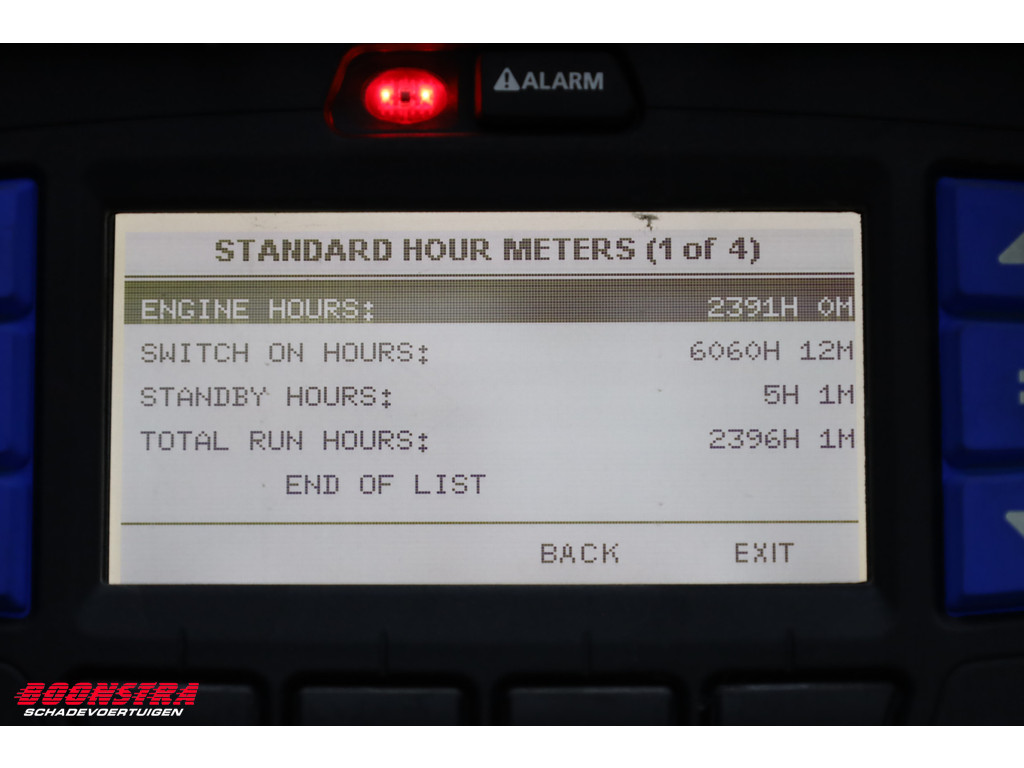 ALARM
STANDARD HOUR METERS (1 of 4)
ENGINE HOURS: 2391H 0M
SWITCH ON HOURS: 6060H 12M
STANDBY HOURS: 5H 1M
TOTAL RUN HOURS: 2396H 1M
END OF LIST
BACK EXIT
BOONSTRA
SCHADEVOERTUIGEN